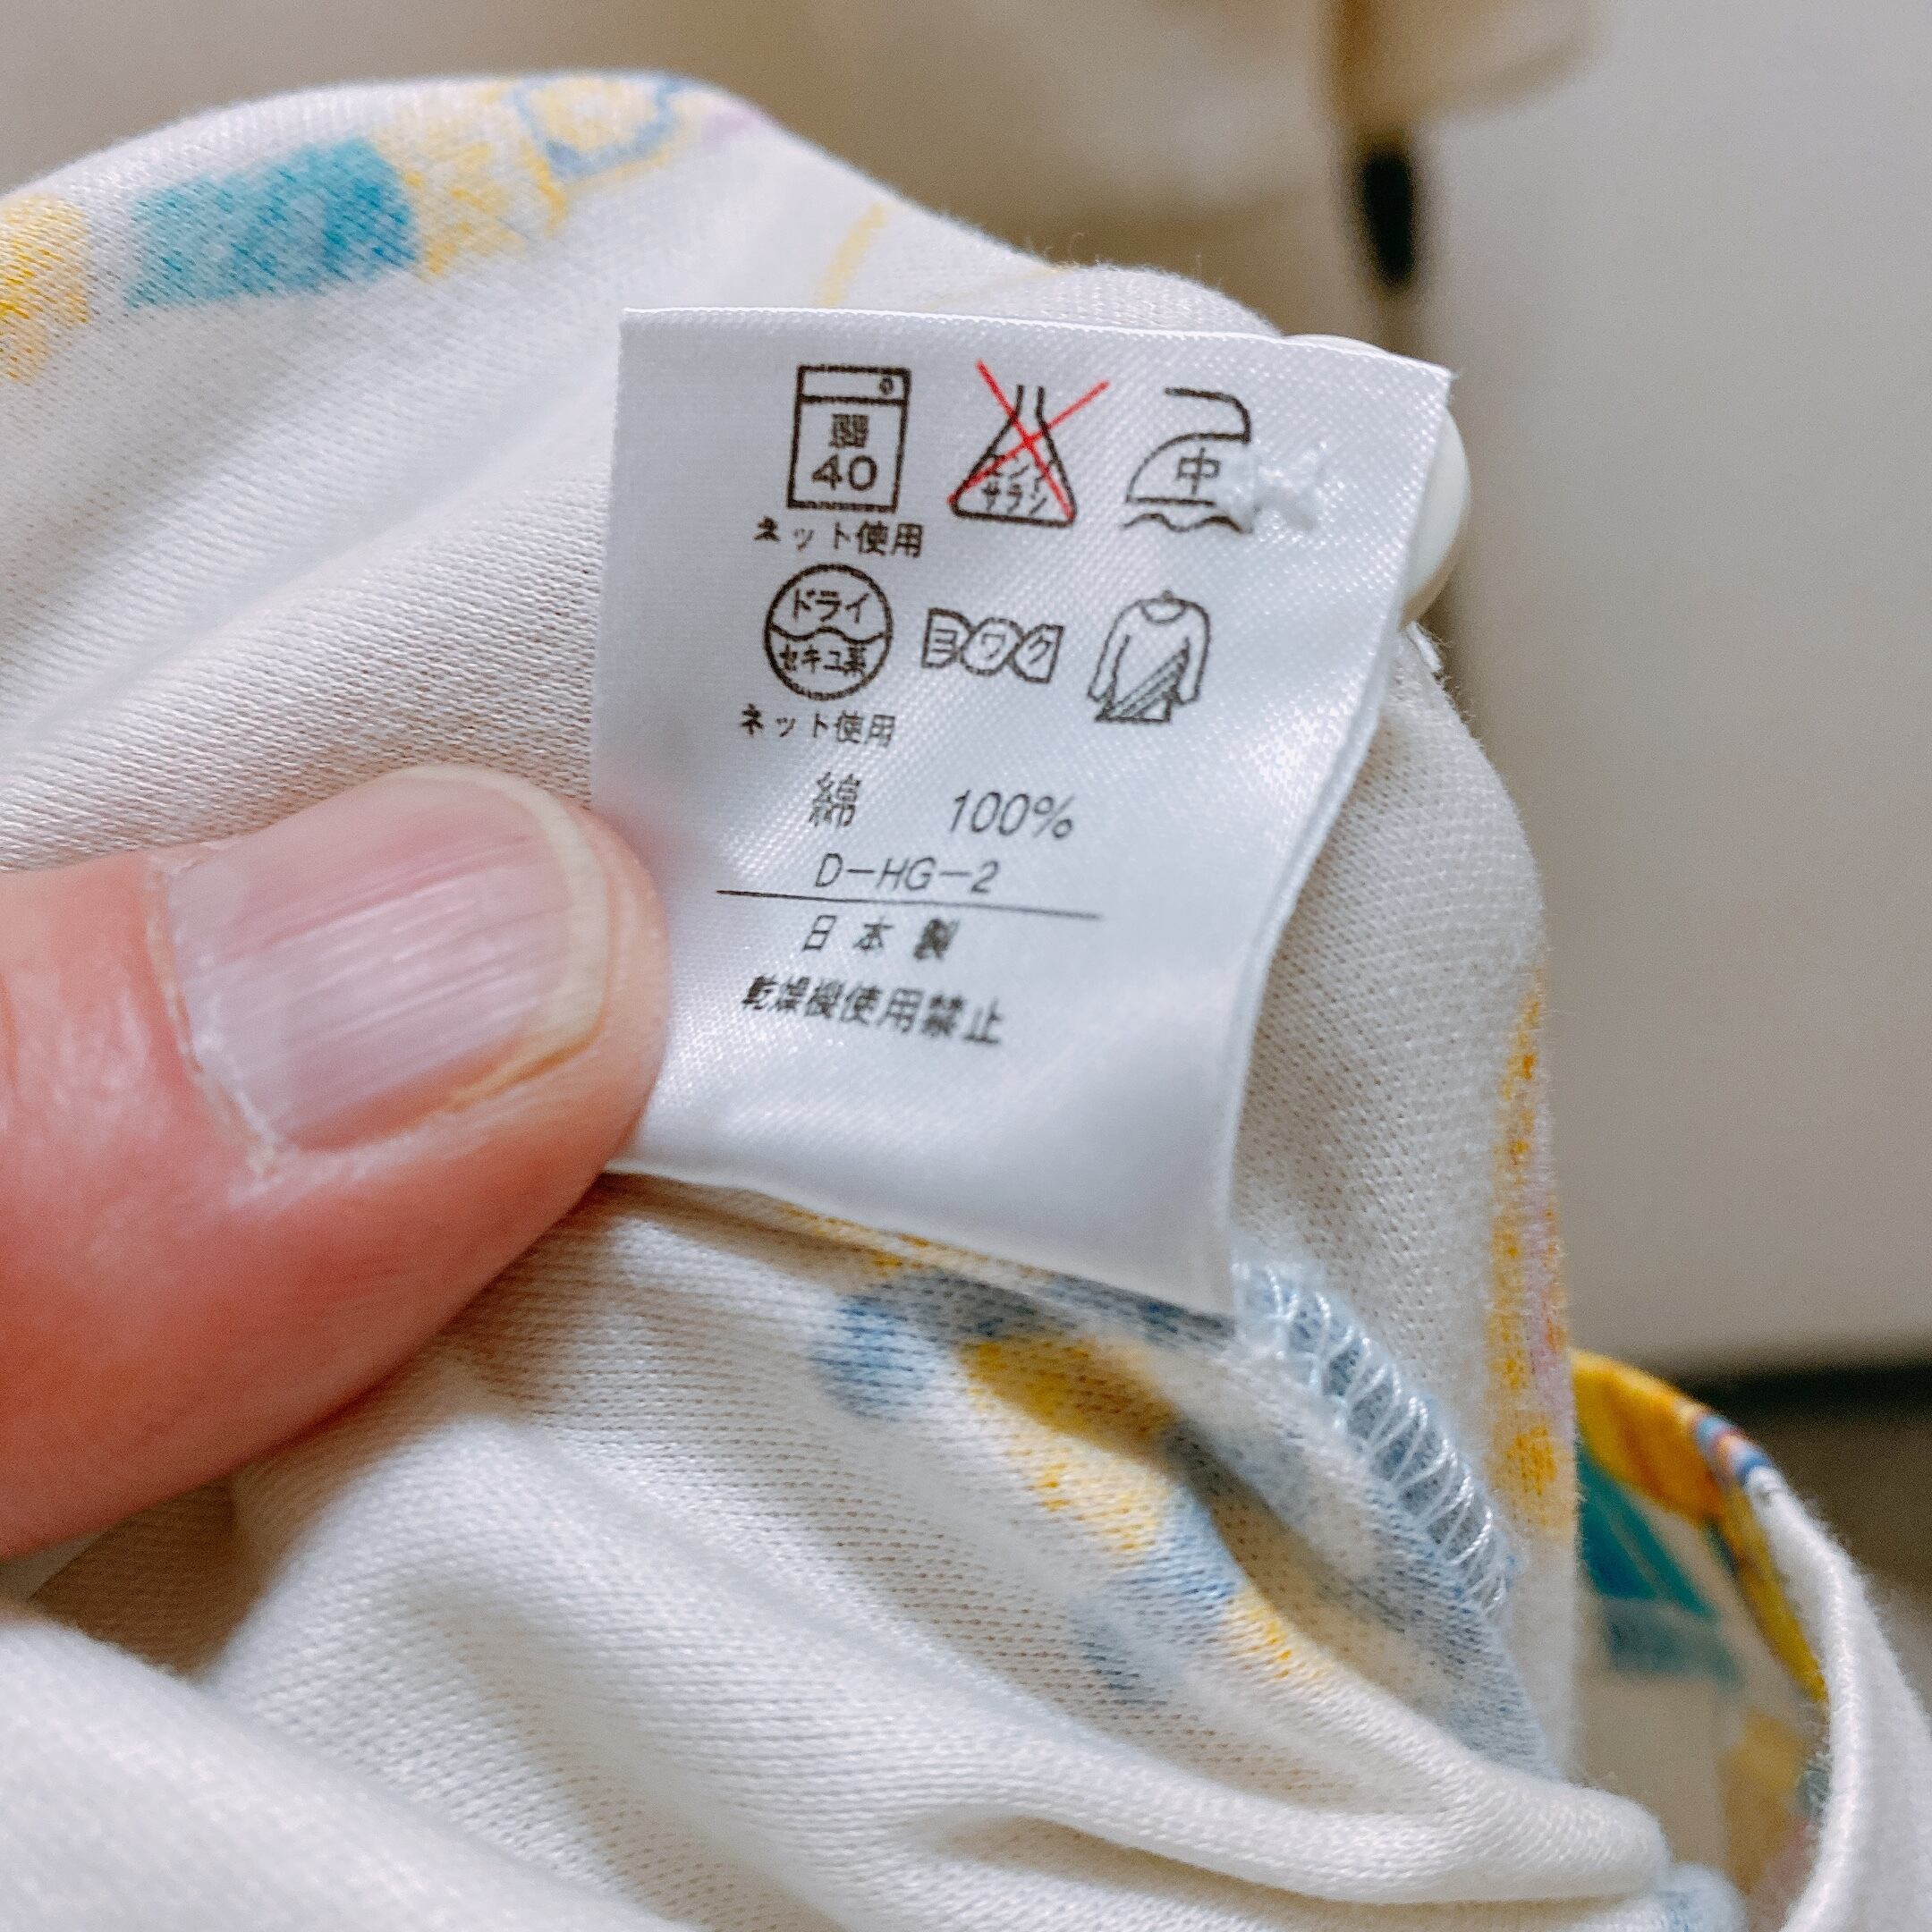 弱
40
エンソ
サラシ
中
ネット使用
ドライ
セキユ系
ヨワク
ネット使用
綿 100%
D-HG-2
日本製
乾燥機使用禁止